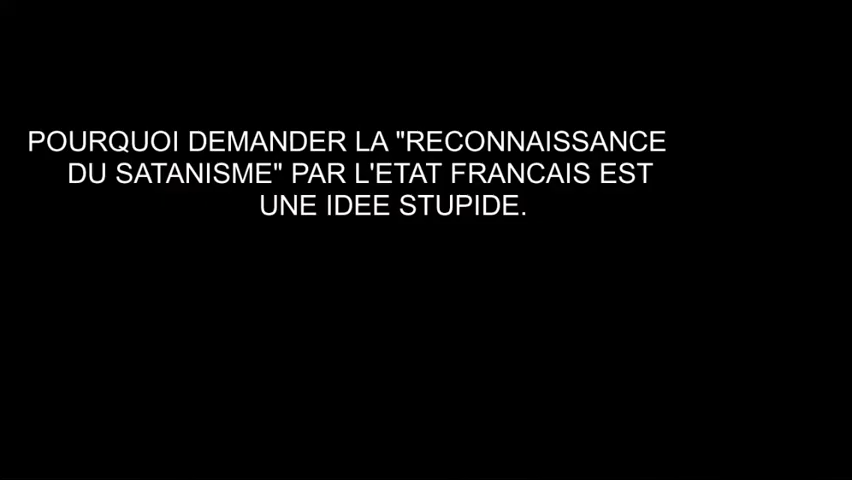 POURQUOI DEMANDER LA "RECONNAISSANCE
DU SATANISME" PAR L'ETAT FRANCAIS EST
UNE IDEE STUPIDE.